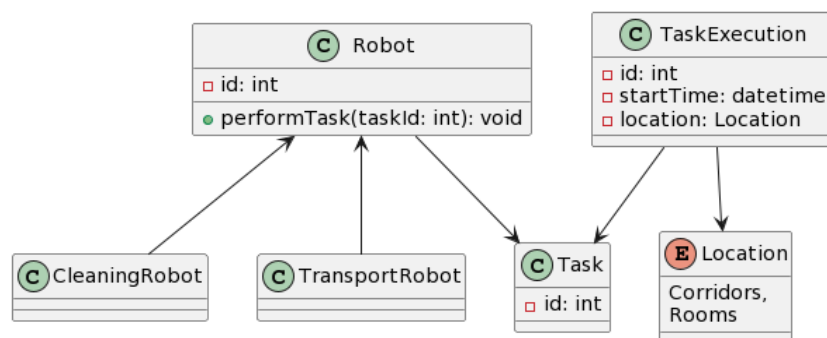 C Robot
id: int
performTask(taskId: int): void
C TaskExecution
id: int
startTime: datetime
location: Location
C CleaningRobot
C TransportRobot
C Task
id: int
E Location
Corridors,
Rooms